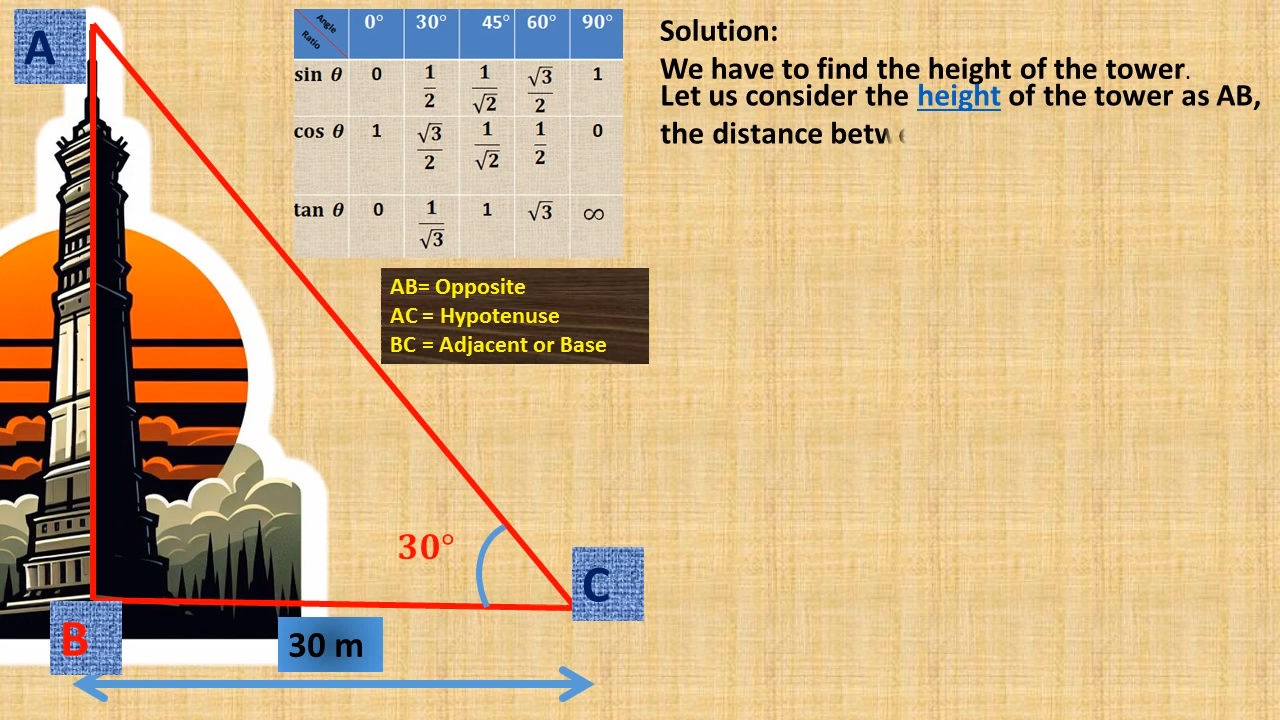 A
Angle
Ratio
0° 30° 45° 60° 90°
sin θ 0 1/2 1/√2 √3/2 1
cos θ 1 √3/2 1/√2 1/2 0
tan θ 0 1/√3 1 √3 ∞
AB= Opposite
AC = Hypotenuse
BC = Adjacent or Base
30°
C
B
30 m
Solution:
We have to find the height of the tower.
Let us consider the height of the tower as AB,
the distance